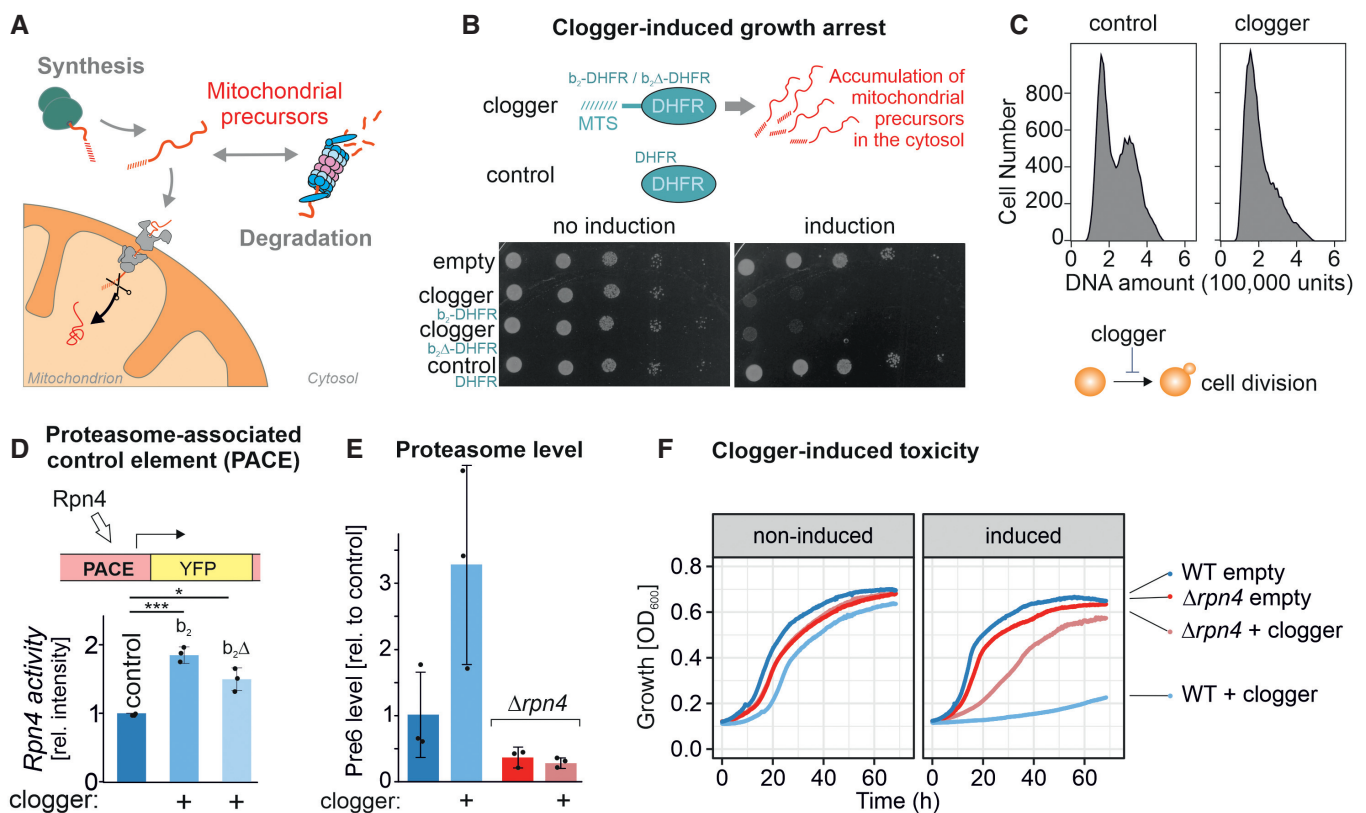 A
Synthesis
Mitochondrial
precursors
Degradation
Mitochondrion
Cytosol
B
Clogger-induced growth arrest
b₂-DHFR / b₂Δ-DHFR
clogger
DHFR
MTS
Accumulation of
mitochondrial
precursors
in the cytosol
DHFR
control
DHFR
no induction
induction
empty
clogger
b₂-DHFR
clogger
b₂Δ-DHFR
control
DHFR
C
control
clogger
Cell Number
800
600
400
200
0
0 2 4 6
0 2 4 6
DNA amount (100,000 units)
clogger
cell division
D
Proteasome-associated
control element (PACE)
Rpn4
PACE
YFP
*
***
Rpn4 activity
[rel. intensity]
2
1
0
control
b₂
b₂Δ
clogger:
+ +
E
Proteasome level
Pre6 level [rel. to control]
3
2
1
0
Δrpn4
clogger:
+ +
F
Clogger-induced toxicity
non-induced
induced
Growth [OD₆₀₀]
0.8
0.6
0.4
0.2
0.0
0 20 40 60
0 20 40 60
Time (h)
WT empty
Δrpn4 empty
Δrpn4 + clogger
WT + clogger